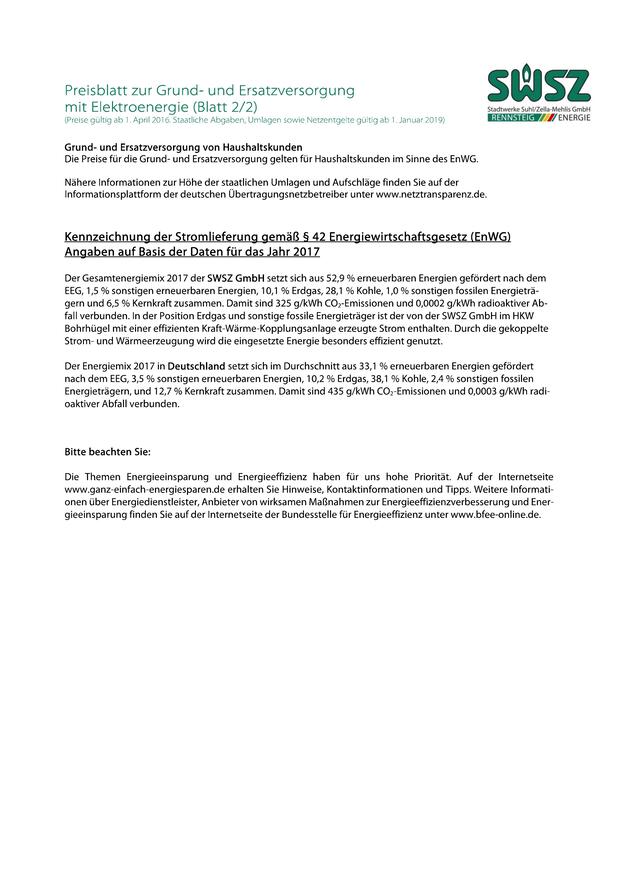 Preisblatt zur Grund- und Ersatzversorgung
mit Elektroenergie (Blatt 2/2)
(Preise gültig ab 1. April 2016. Staatliche Abgaben, Umlagen sowie Netzentgelte gültig ab 1. Januar 2019)
SWSZ
Stadtwerke Suhl/Zella-Mehlis GmbH
RENNSTEIG ENERGIE
Grund- und Ersatzversorgung von Haushaltskunden
Die Preise für die Grund- und Ersatzversorgung gelten für Haushaltskunden im Sinne des EnWG.
Nähere Informationen zur Höhe der staatlichen Umlagen und Aufschläge finden Sie auf der
Informationsplattform der deutschen Übertragungsnetzbetreiber unter www.netztransparenz.de.
Kennzeichnung der Stromlieferung gemäß § 42 Energiewirtschaftsgesetz (EnWG)
Angaben auf Basis der Daten für das Jahr 2017
Der Gesamtenergiemix 2017 der SWSZ GmbH setzt sich aus 52,9 % erneuerbaren Energien gefördert nach dem
EEG, 1,5 % sonstigen erneuerbaren Energien, 10,1 % Erdgas, 28,1 % Kohle, 1,0 % sonstigen fossilen Energieträ-
gern und 6,5 % Kernkraft zusammen. Damit sind 325 g/kWh CO₂-Emissionen und 0,0002 g/kWh radioaktiver Ab-
fall verbunden. In der Position Erdgas und sonstige fossile Energieträger ist der von der SWSZ GmbH im HKW
Bohrhügel mit einer effizienten Kraft-Wärme-Kopplungsanlage erzeugte Strom enthalten. Durch die gekoppelte
Strom- und Wärmeerzeugung wird die eingesetzte Energie besonders effizient genutzt.
Der Energiemix 2017 in Deutschland setzt sich im Durchschnitt aus 33,1 % erneuerbaren Energien gefördert
nach dem EEG, 3,5 % sonstigen erneuerbaren Energien, 10,2 % Erdgas, 38,1 % Kohle, 2,4 % sonstigen fossilen
Energieträgern, und 12,7 % Kernkraft zusammen. Damit sind 435 g/kWh CO₂-Emissionen und 0,0003 g/kWh radi-
oaktiver Abfall verbunden.
Bitte beachten Sie:
Die Themen Energieeinsparung und Energieeffizienz haben für uns hohe Priorität. Auf der Internetseite
www.ganz-einfach-energiesparen.de erhalten Sie Hinweise, Kontaktinformationen und Tipps. Weitere Informati-
onen über Energiedienstleister, Anbieter von wirksamen Maßnahmen zur Energieeffizienzverbesserung und Ener-
gieeinsparung finden Sie auf der Internetseite der Bundesstelle für Energieeffizienz unter www.bfee-online.de.